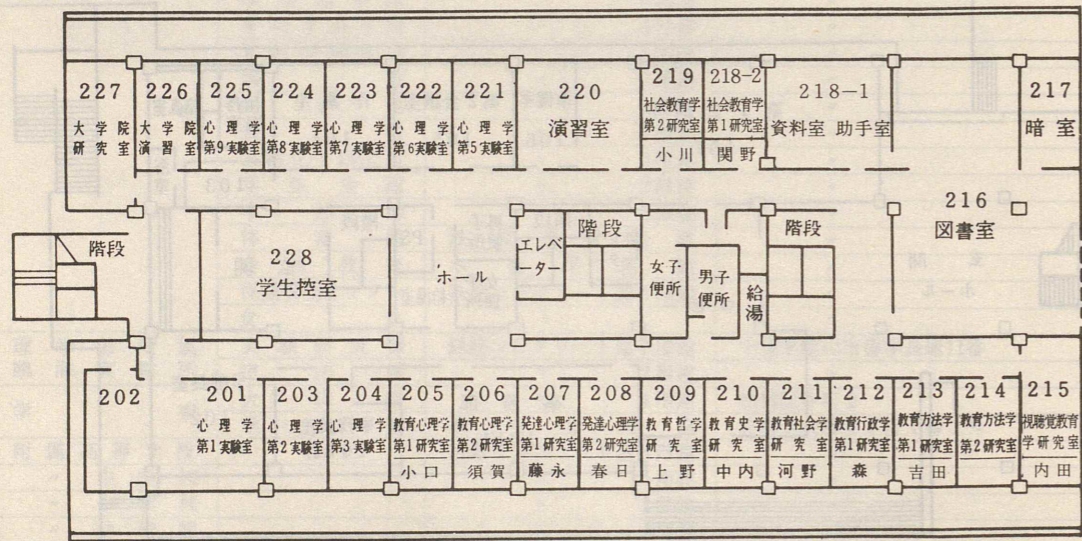 227
大学院
研究室
226
大学院
演習室
225
心理学
第9実験室
224
心理学
第8実験室
223
心理学
第7実験室
222
心理学
第6実験室
221
心理学
第5実験室
220
演習室
219
社会教育学
第2研究室
小川
218-2
社会教育学
第1研究室
関野
218-1
資料室 助手室
217
暗室
216
図書室
階段
228
学生控室
ホール
エレベ
ーター
階段
女子
便所
男子
便所
給湯
階段
202
201
心理学
第1実験室
203
心理学
第2実験室
204
心理学
第3実験室
205
教育心理学
第1研究室
小口
206
教育心理学
第2研究室
須賀
207
発達心理学
第1研究室
藤永
208
発達心理学
第2研究室
春日
209
教育哲学
研究室
上野
210
教育史学
研究室
中内
211
教育社会学
研究室
河野
212
教育行政学
研究室
森
213
教育方法学
第1研究室
吉田
214
教育方法学
第2研究室
215
視聴覚教育
学研究室
内田